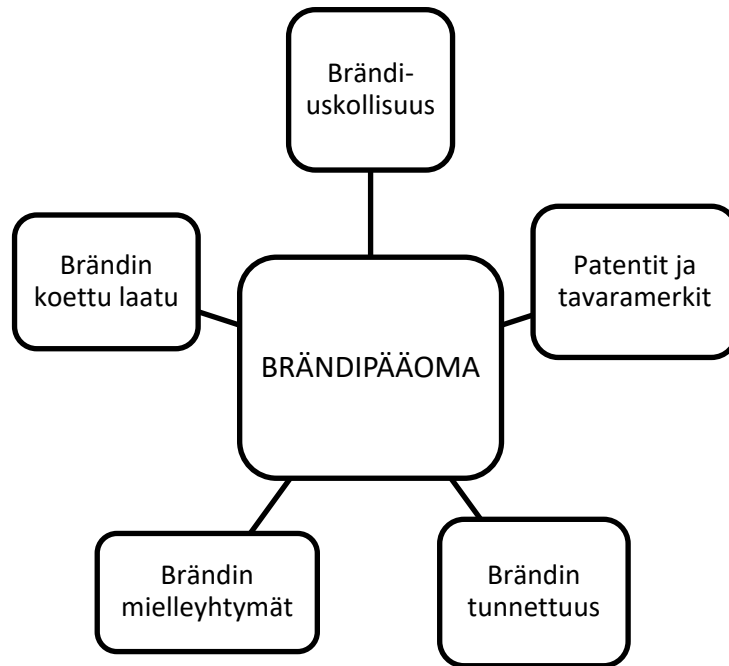 Brändi-
uskollisuus
Brändin
koettu laatu
Patentit ja
tavaramerkit
BRÄNDIPÄÄOMA
Brändin
mielleyhtymät
Brändin
tunnettuus